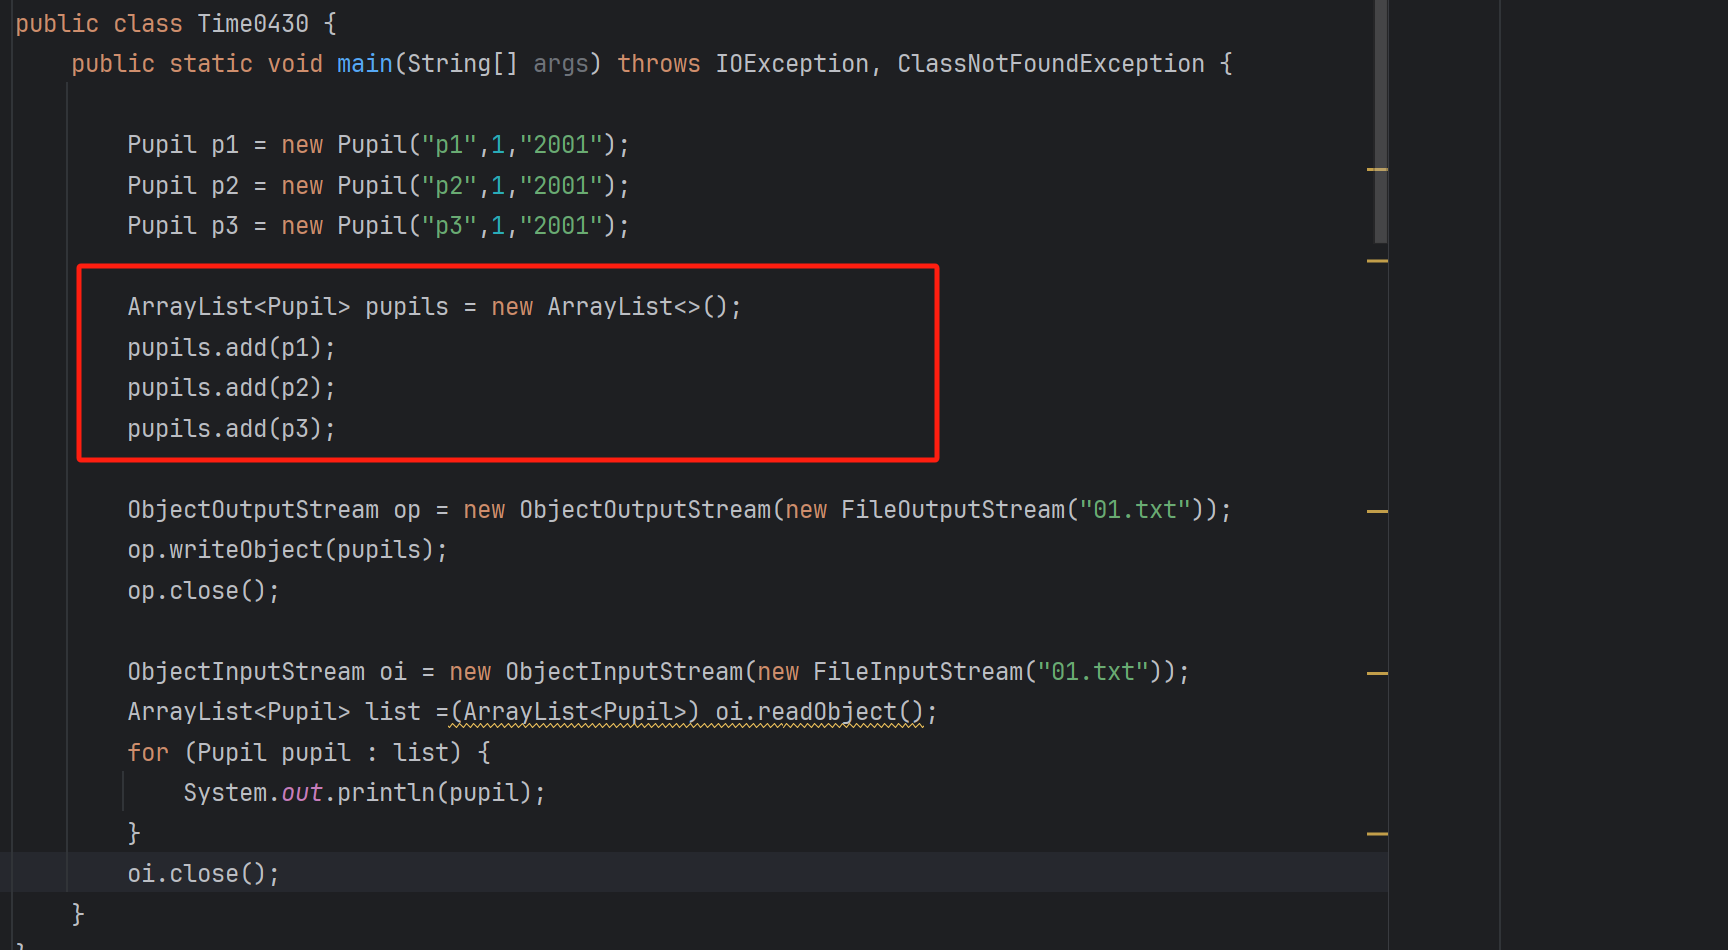 public class Time0430 {
public static void main(String[] args) throws IOException, ClassNotFoundException {
Pupil p1 = new Pupil("p1",1,"2001");
Pupil p2 = new Pupil("p2",1,"2001");
Pupil p3 = new Pupil("p3",1,"2001");
ArrayList<Pupil> pupils = new ArrayList<>();
pupils.add(p1);
pupils.add(p2);
pupils.add(p3);
ObjectOutputStream op = new ObjectOutputStream(new FileOutputStream("01.txt"));
op.writeObject(pupils);
op.close();
ObjectInputStream oi = new ObjectInputStream(new FileInputStream("01.txt"));
ArrayList<Pupil> list =(ArrayList<Pupil>) oi.readObject();
for (Pupil pupil : list) {
System.out.println(pupil);
}
oi.close();
}
}